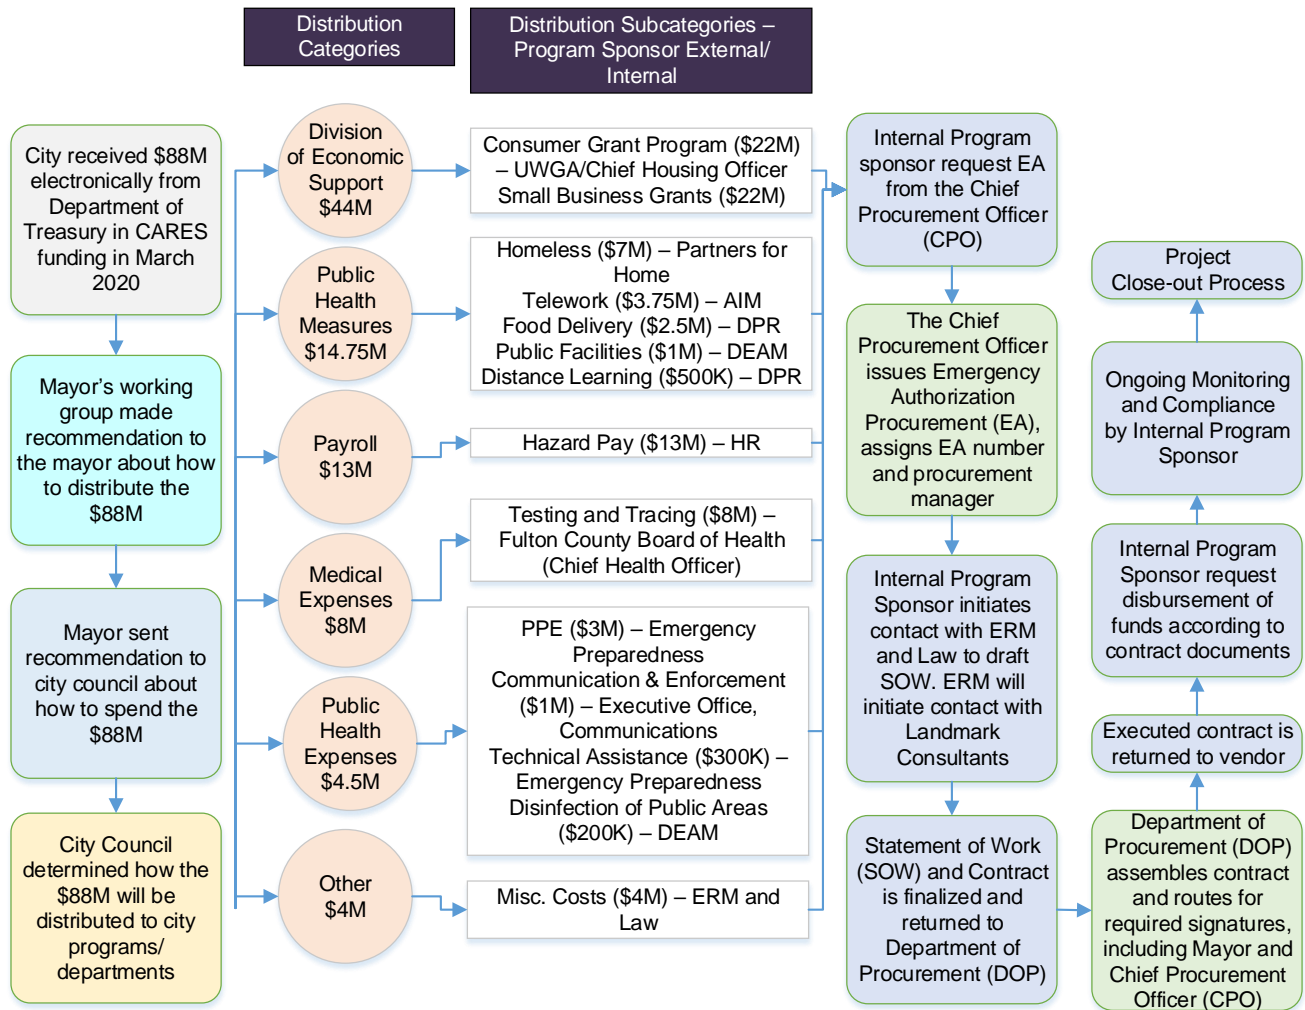 Distribution
Categories
Distribution Subcategories –
Program Sponsor External/
Internal
City received $88M
electronically from
Department of
Treasury in CARES
funding in March
2020
Mayor’s working
group made
recommendation to
the mayor about how
to distribute the
$88M
Mayor sent
recommendation to
city council about
how to spend the
$88M
City Council
determined how the
$88M will be
distributed to city
programs/
departments
Division
of Economic
Support
$44M
Public
Health
Measures
$14.75M
Payroll
$13M
Medical
Expenses
$8M
Public
Health
Expenses
$4.5M
Other
$4M
Consumer Grant Program ($22M)
– UWGA/Chief Housing Officer
Small Business Grants ($22M)
Homeless ($7M) – Partners for
Home
Telework ($3.75M) – AIM
Food Delivery ($2.5M) – DPR
Public Facilities ($1M) – DEAM
Distance Learning ($500K) – DPR
Hazard Pay ($13M) – HR
Testing and Tracing ($8M) –
Fulton County Board of Health
(Chief Health Officer)
PPE ($3M) – Emergency
Preparedness
Communication & Enforcement
($1M) – Executive Office,
Communications
Technical Assistance ($300K) –
Emergency Preparedness
Disinfection of Public Areas
($200K) – DEAM
Misc. Costs ($4M) – ERM and
Law
Internal Program
sponsor request EA
from the Chief
Procurement Officer
(CPO)
The Chief
Procurement Officer
issues Emergency
Authorization
Procurement (EA),
assigns EA number
and procurement
manager
Internal Program
Sponsor initiates
contact with ERM
and Law to draft
SOW. ERM will
initiate contact with
Landmark
Consultants
Statement of Work
(SOW) and Contract
is finalized and
returned to
Department of
Procurement (DOP)
Department of
Procurement (DOP)
assembles contract
and routes for
required signatures,
including Mayor and
Chief Procurement
Officer (CPO)
Executed contract is
returned to vendor
Internal Program
Sponsor request
disbursement of
funds according to
contract documents
Ongoing Monitoring
and Compliance
by Internal Program
Sponsor
Project
Close-out Process